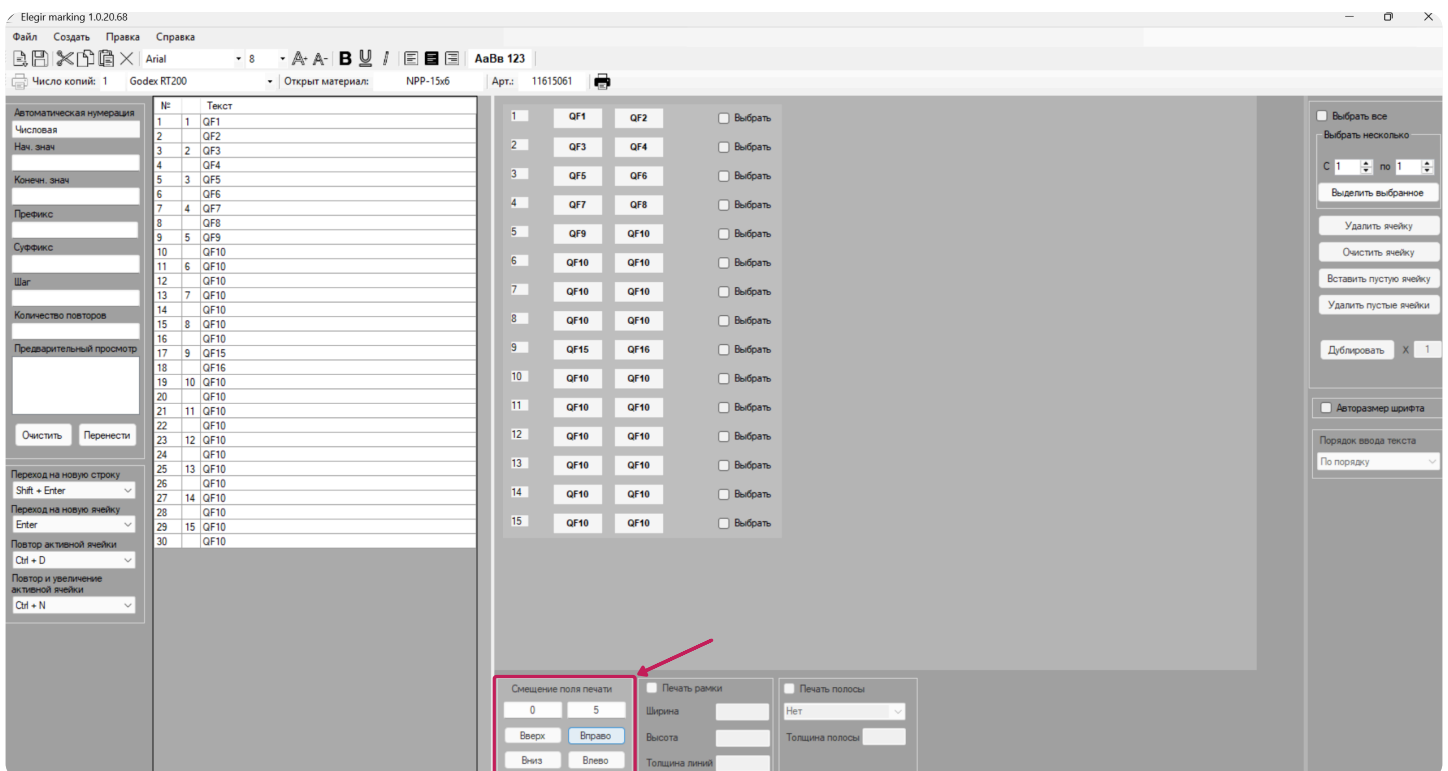 Elegir marking 1.0.20.68
Файл Создать Правка Справка
Arial 8 A+ A- B U I AaBв 123
Число копий: 1 Godex RT200 Открыт материал: NPP-15x6 Арт.: 11615061
Автоматическая нумерация
Числовая
Нач. знач
Конечн. знач
Префикс
Суффикс
Шаг
Количество повторов
Предварительный просмотр
Очистить Перенести
Переход на новую строку
Shift + Enter
Переход на новую ячейку
Enter
Повтор активной ячейки
Ctrl + D
Повтор и увеличение
активной ячейки
Ctrl + N
№ Текст
1 1 QF1
2 QF2
3 2 QF3
4 QF4
5 3 QF5
6 QF6
7 4 QF7
8 QF8
9 5 QF9
10 QF10
11 6 QF10
12 QF10
13 7 QF10
14 QF10
15 8 QF10
16 QF10
17 9 QF15
18 QF16
19 10 QF10
20 QF10
21 11 QF10
22 QF10
23 12 QF10
24 QF10
25 13 QF10
26 QF10
27 14 QF10
28 QF10
29 15 QF10
30 QF10
1 QF1 QF2 Выбрать
2 QF3 QF4 Выбрать
3 QF5 QF6 Выбрать
4 QF7 QF8 Выбрать
5 QF9 QF10 Выбрать
6 QF10 QF10 Выбрать
7 QF10 QF10 Выбрать
8 QF10 QF10 Выбрать
9 QF15 QF16 Выбрать
10 QF10 QF10 Выбрать
11 QF10 QF10 Выбрать
12 QF10 QF10 Выбрать
13 QF10 QF10 Выбрать
14 QF10 QF10 Выбрать
15 QF10 QF10 Выбрать
Смещение поля печати
0 5
Вверх Вправо
Вниз Влево
Печать рамки
Ширина
Высота
Толщина линий
Печать полосы
Нет
Толщина полосы
Выбрать все
Выбрать несколько
С 1 по 1
Выделить выбранное
Удалить ячейку
Очистить ячейку
Вставить пустую ячейку
Удалить пустые ячейки
Дублировать X 1
Авторазмер шрифта
Порядок ввода текста
По порядку